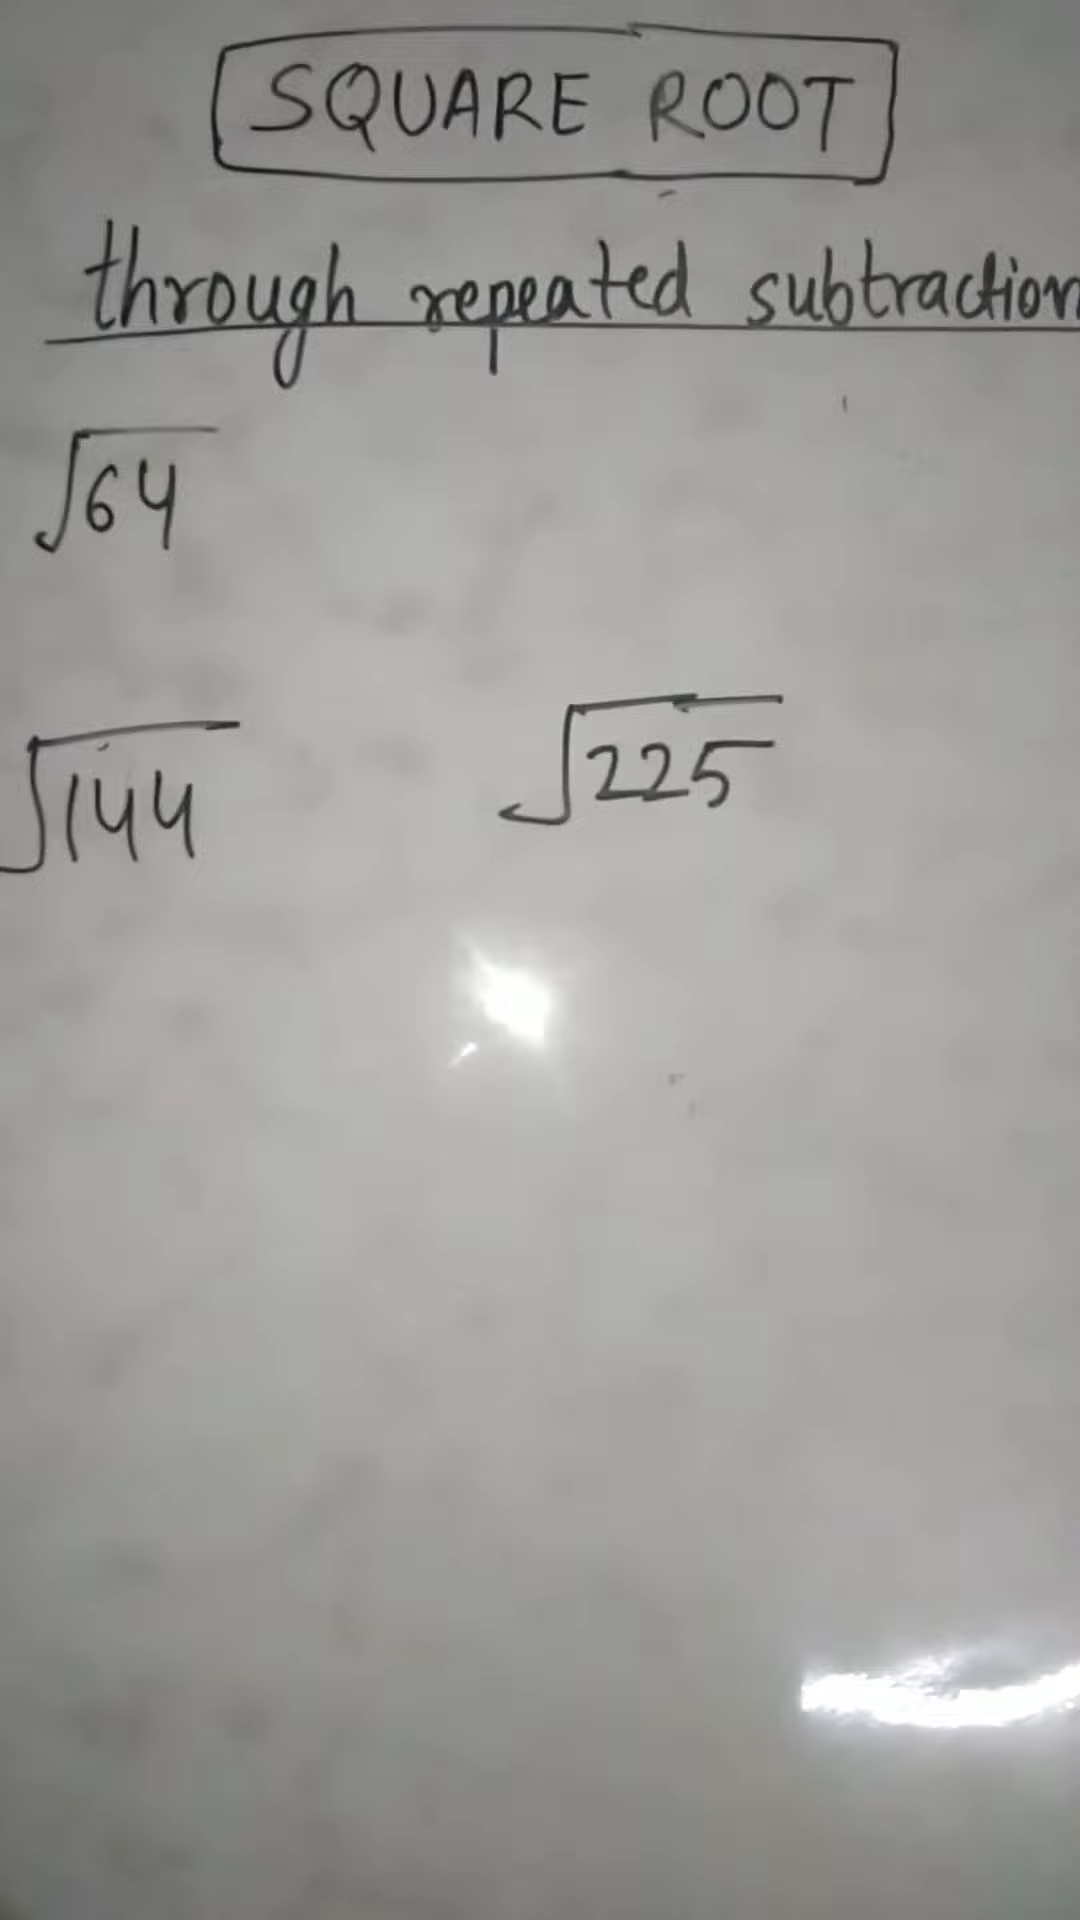 SQUARE ROOT
through repeated subtraction
√64
√144 √225